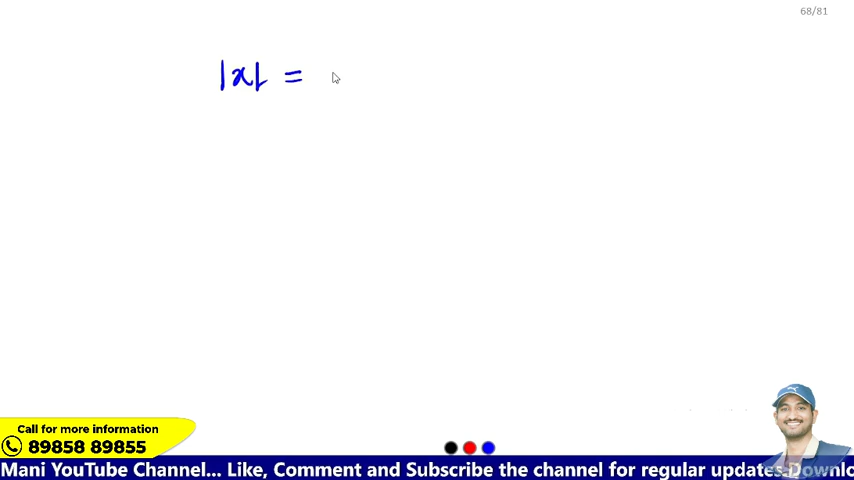 68/81
|x| =
Call for more information
89858 89855
Mani YouTube Channel... Like, Comment and Subscribe the channel for regular updates.Downlo